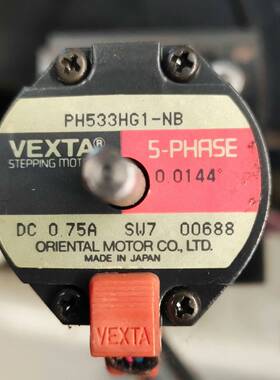 PH533HG1-NB
VEXTA® 5-PHASE
STEPPING MOT 0.0144°
DC 0.75A SW7 00688
ORIENTAL MOTOR CO., LTD.
MADE IN JAPAN
VEXTA